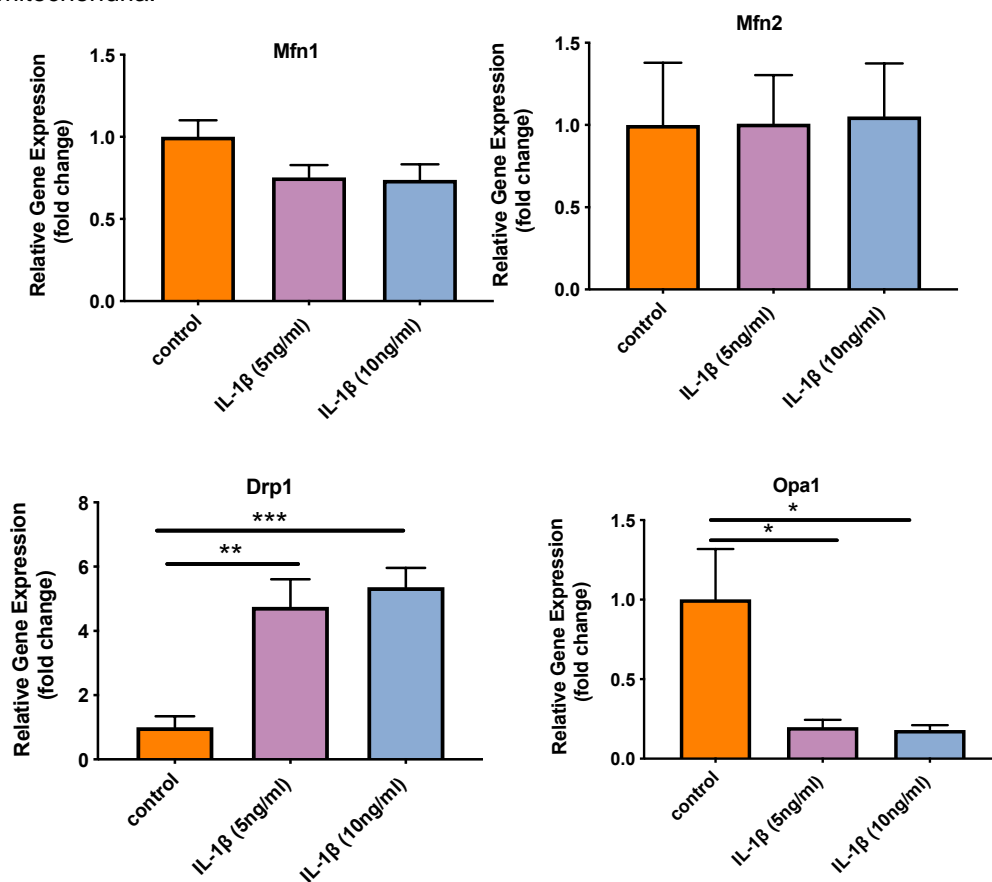 Mfn1
Relative Gene Expression
(fold change)
1.5
1.0
0.5
0.0
control
IL-1β (5ng/ml)
IL-1β (10ng/ml)
Mfn2
Relative Gene Expression
(fold change)
1.5
1.0
0.5
0.0
control
IL-1β (5ng/ml)
IL-1β (10ng/ml)
Drp1
Relative Gene Expression
(fold change)
8
6
4
2
0
***
**
control
IL-1β (5ng/ml)
IL-1β (10ng/ml)
Opa1
Relative Gene Expression
(fold change)
1.5
1.0
0.5
0.0
*
*
control
IL-1β (5ng/ml)
IL-1β (10ng/ml)